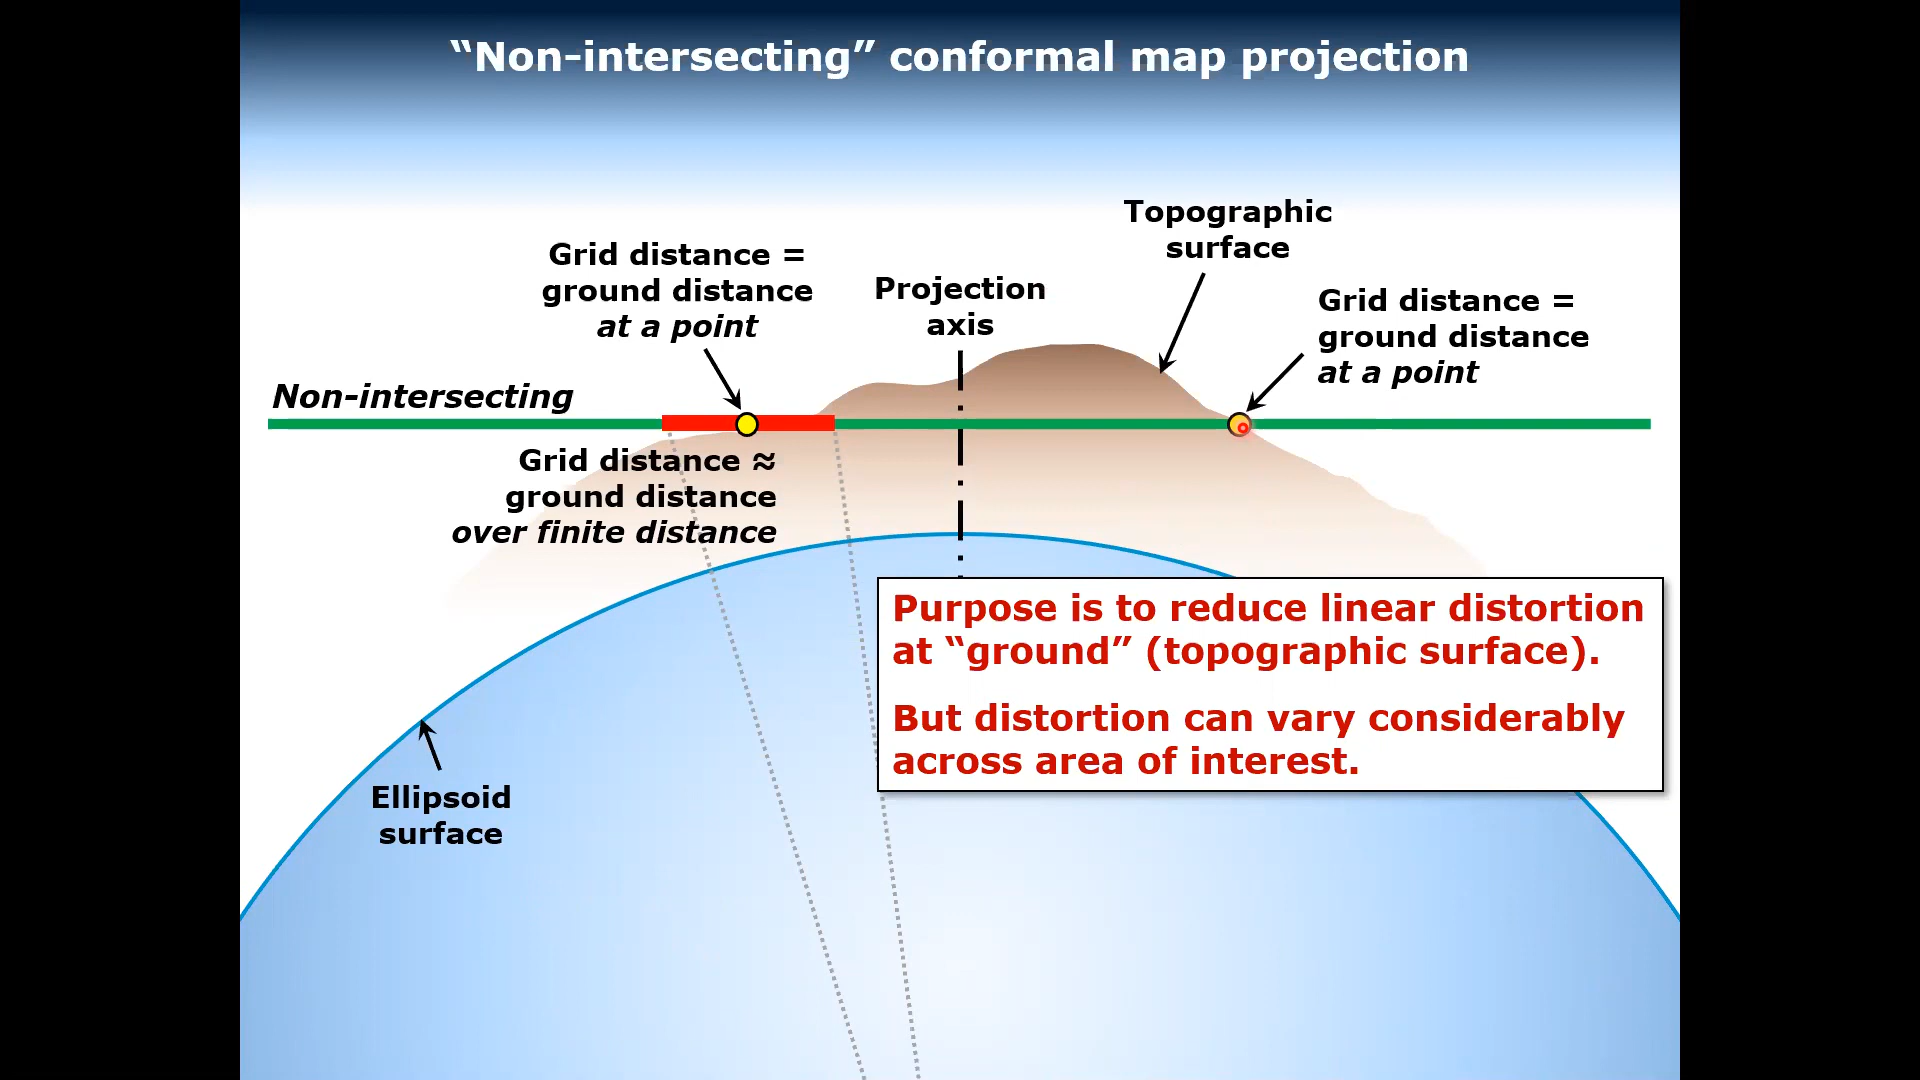 “Non-intersecting” conformal map projection
Topographic
surface
Grid distance =
ground distance
at a point
Projection
axis
Grid distance =
ground distance
at a point
Non-intersecting
Grid distance ≈
ground distance
over finite distance
Purpose is to reduce linear distortion
at “ground” (topographic surface).
But distortion can vary considerably
across area of interest.
Ellipsoid
surface